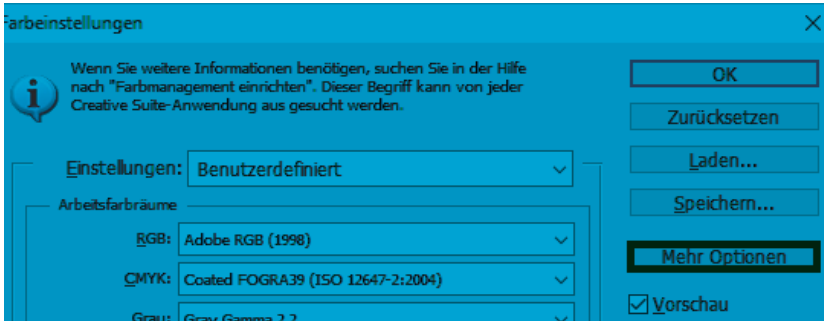 Farbeinstellungen
Wenn Sie weitere Informationen benötigen, suchen Sie in der Hilfe
nach "Farbmanagement einrichten". Dieser Begriff kann von jeder
Creative Suite-Anwendung aus gesucht werden.
OK
Zurücksetzen
Laden...
Speichern...
Mehr Optionen
Vorschau
Einstellungen: Benutzerdefiniert
Arbeitsfarbräume
RGB: Adobe RGB (1998)
CMYK: Coated FOGRA39 (ISO 12647-2:2004)
Grau: Gray Gamma 2.2